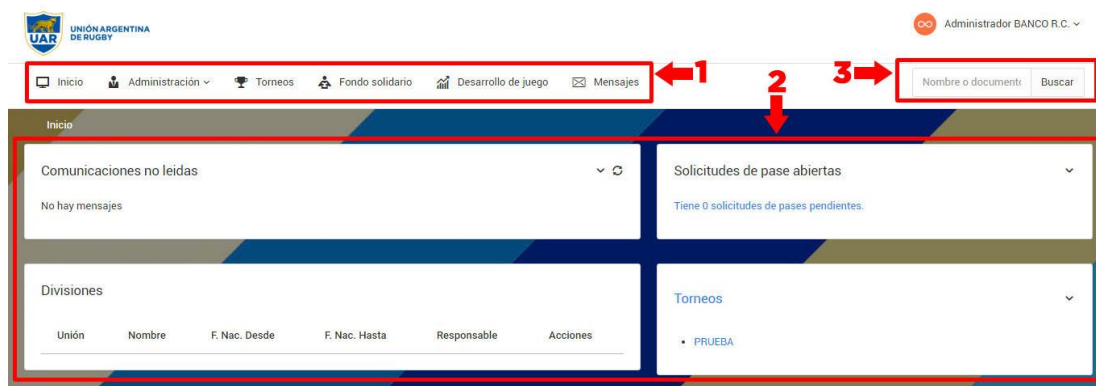 UAR
UNIÓN ARGENTINA
DE RUGBY
Administrador BANCO R.C.
Inicio Administración Torneos Fondo solidario Desarrollo de juego Mensajes
1
2
3
Nombre o documento Buscar
Inicio
Comunicaciones no leidas
No hay mensajes
Solicitudes de pase abiertas
Tiene 0 solicitudes de pases pendientes.
Divisiones
Unión Nombre F. Nac. Desde F. Nac. Hasta Responsable Acciones
Torneos
• PRUEBA